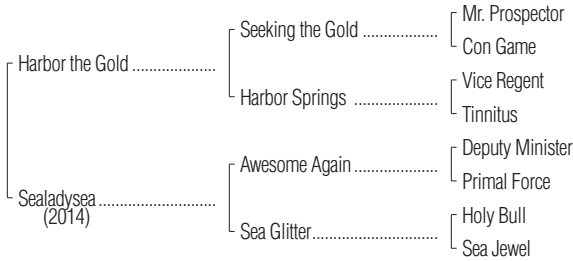 Mr. Prospector
Seeking the Gold ..................
Con Game
Harbor the Gold ....................
Vice Regent
Harbor Springs ....................
Tinnitus
Deputy Minister
Awesome Again ....................
Primal Force
Sealadysea ............................
(2014)
Holy Bull
Sea Glitter..............................
Sea Jewel